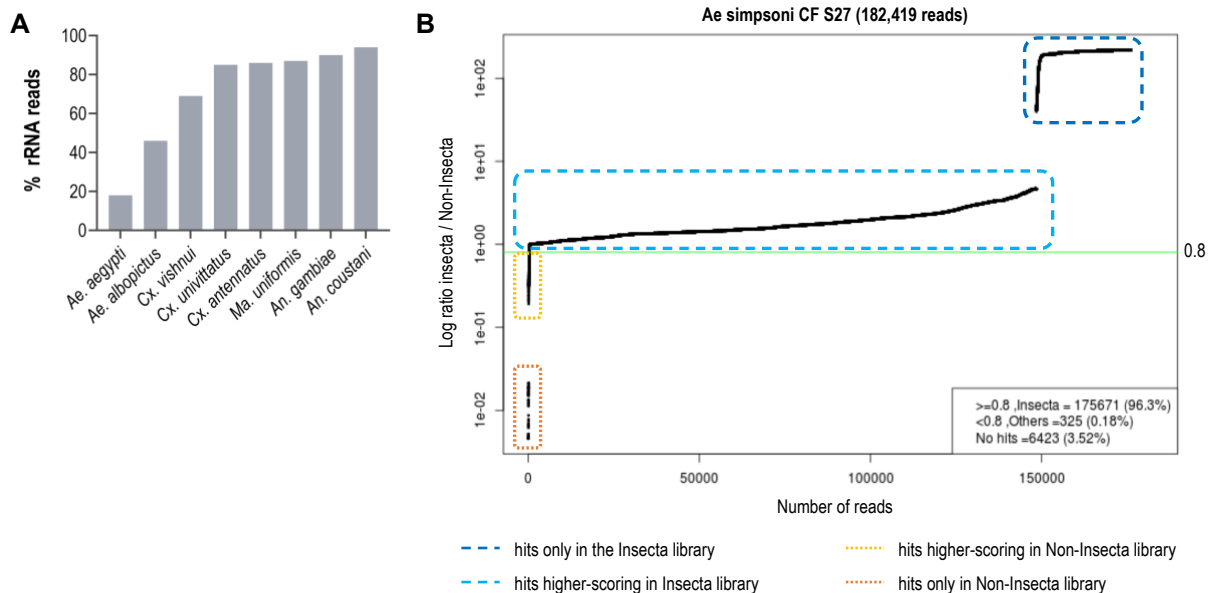 A
% rRNA reads
100
80
60
40
20
0
Ae. aegypti
Ae. albopictus
Cx. vishnui
Cx. univittatus
Cx. antennatus
Ma. uniformis
An. gambiae
An. coustani
B
Ae simpsoni CF S27 (182,419 reads)
Log ratio insecta / Non-Insecta
1e+02
1e+01
1e+00
1e-01
1e-02
0.8
>=0.8 ,Insecta = 175671 (96.3%)
<0.8 ,Others =325 (0.18%)
No hits =6423 (3.52%)
0
50000
100000
150000
Number of reads
hits only in the Insecta library
hits higher-scoring in Insecta library
hits higher-scoring in Non-Insecta library
hits only in Non-Insecta library